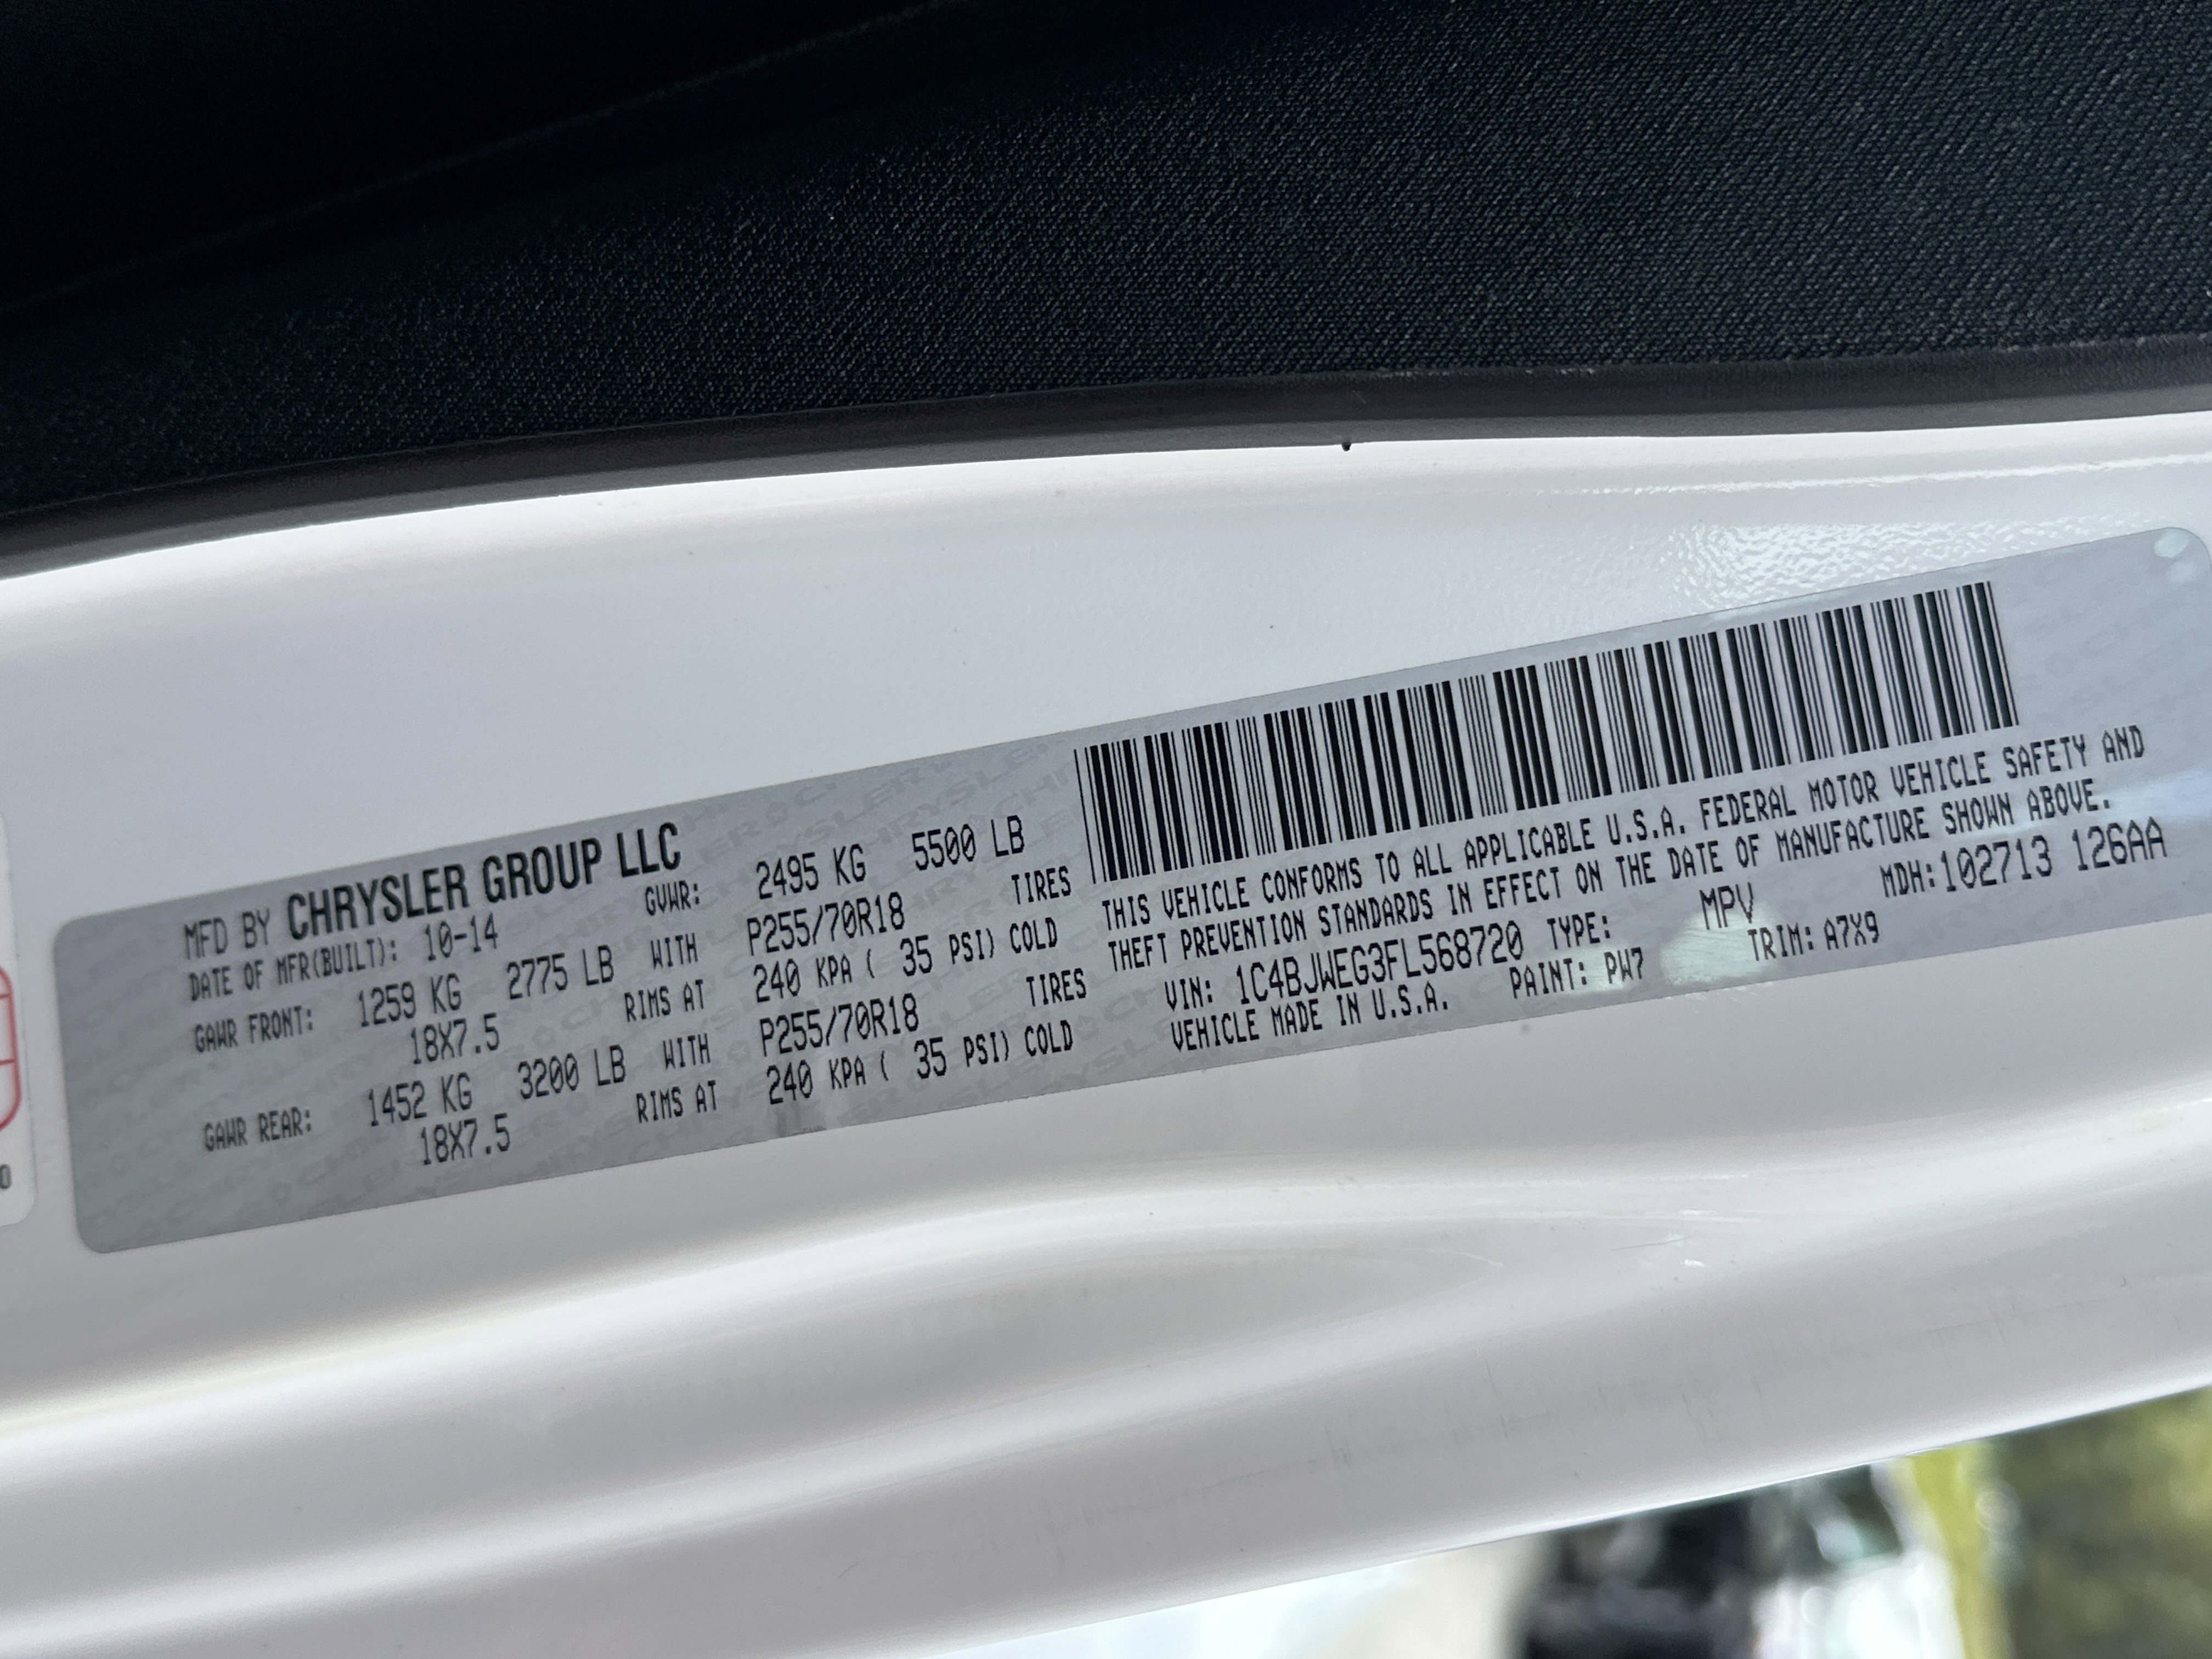 MFD BY CHRYSLER GROUP LLC
DATE OF MFR(BUILT): 10-14 GVWR: 2495 KG 5500 LB
GAWR FRONT: 1259 KG 2775 LB WITH P255/70R18 TIRES
18X7.5 RIMS AT 240 KPA ( 35 PSI) COLD
GAWR REAR: 1452 KG 3200 LB WITH P255/70R18 TIRES
18X7.5 RIMS AT 240 KPA ( 35 PSI) COLD
THIS VEHICLE CONFORMS TO ALL APPLICABLE U.S.A. FEDERAL MOTOR VEHICLE SAFETY AND
THEFT PREVENTION STANDARDS IN EFFECT ON THE DATE OF MANUFACTURE SHOWN ABOVE.
VIN: 1C4BJWEG3FL568720 TYPE: MPV MDH:102713 126AA
VEHICLE MADE IN U.S.A. PAINT: PW7 TRIM: A7X9